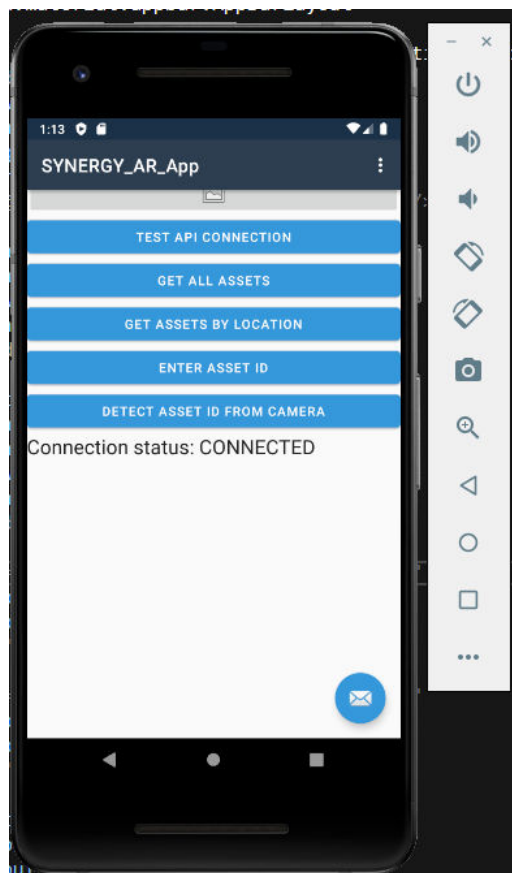 1:13
SYNERGY_AR_App
TEST API CONNECTION
GET ALL ASSETS
GET ASSETS BY LOCATION
ENTER ASSET ID
DETECT ASSET ID FROM CAMERA
Connection status: CONNECTED